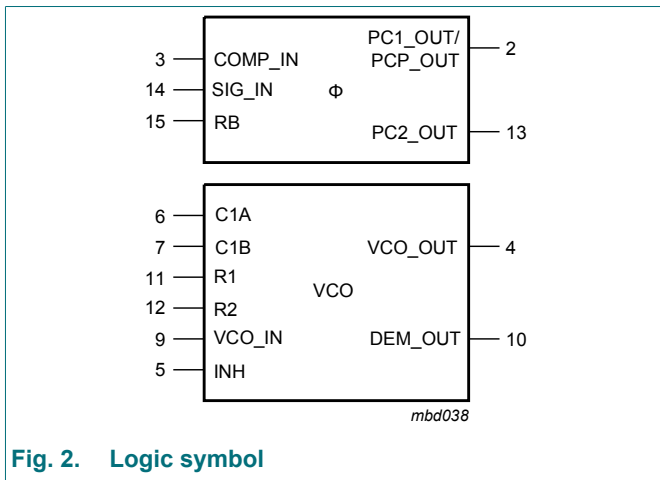 PC1_OUT/
PCP_OUT
2
3
COMP_IN
14
SIG_IN
Φ
15
RB
PC2_OUT
13
6
C1A
7
C1B
VCO_OUT
4
11
R1
VCO
12
R2
9
VCO_IN
DEM_OUT
10
5
INH
mbd038
Fig. 2. Logic symbol